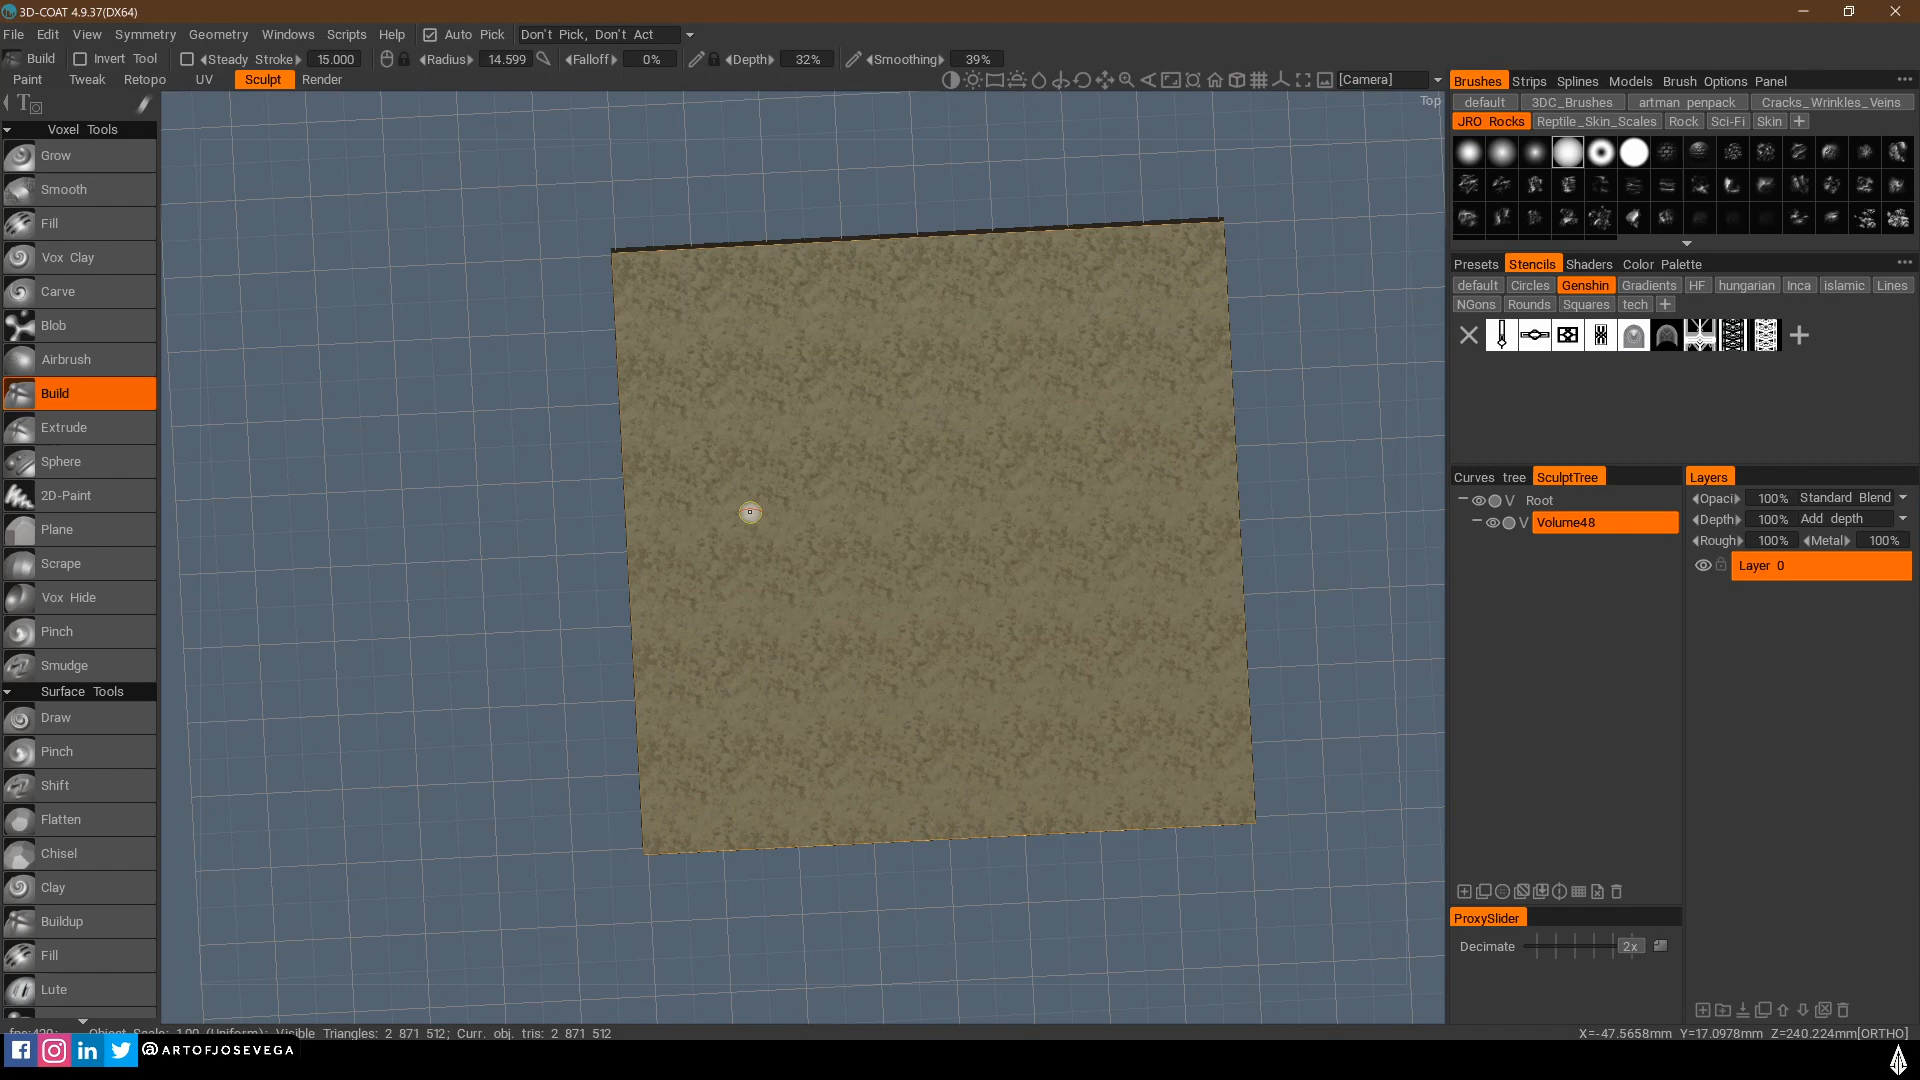 3D-COAT 4.9.37(DX64)
File Edit View Symmetry Geometry Windows Scripts Help Auto Pick Don't Pick, Don't Act
Build Invert Tool Steady Stroke 15.000 Radius 14.599 Falloff 0% Depth 32% Smoothing 39%
Paint Tweak Retopo UV Sculpt Render [Camera]
Top
Voxel Tools
Grow
Smooth
Fill
Vox Clay
Carve
Blob
Airbrush
Build
Extrude
Sphere
2D-Paint
Plane
Scrape
Vox Hide
Pinch
Smudge
Surface Tools
Draw
Pinch
Shift
Flatten
Chisel
Clay
Buildup
Fill
Lute
Brushes Strips Splines Models Brush Options Panel
default 3DC_Brushes artman penpack Cracks_Wrinkles_Veins
JRO Rocks Reptile_Skin_Scales Rock Sci-Fi Skin
Presets Stencils Shaders Color Palette
default Circles Genshin Gradients HF hungarian Inca islamic Lines
NGons Rounds Squares tech
Curves tree SculptTree
Root
V
V Volume48
Layers
Opaci 100% Standard Blend
Depth 100% Add depth
Rough 100% Metal 100%
Layer 0
ProxySlider
Decimate 2x
fps:420; Object Scale: 1.00 (Uniform); Visible Triangles: 2 871 512; Curr. obj. tris: 2 871 512
X=-47.5658mm Y=17.0978mm Z=240.224mm[ORTHO]
@ARTOFJOSEVEGA